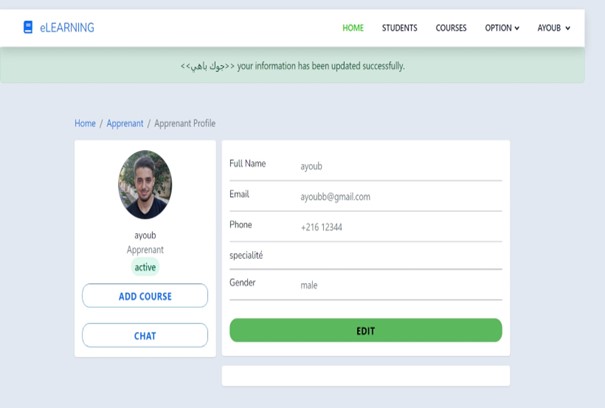 eLEARNING
HOME STUDENTS COURSES OPTION AYOUB
<<جوك باهي>> your information has been updated successfully.
Home / Apprenant / Apprenant Profile
ayoub
Apprenant
active
ADD COURSE
CHAT
Full Name ayoub
Email ayoubb@gmail.com
Phone +216 12344
specialité
Gender male
EDIT